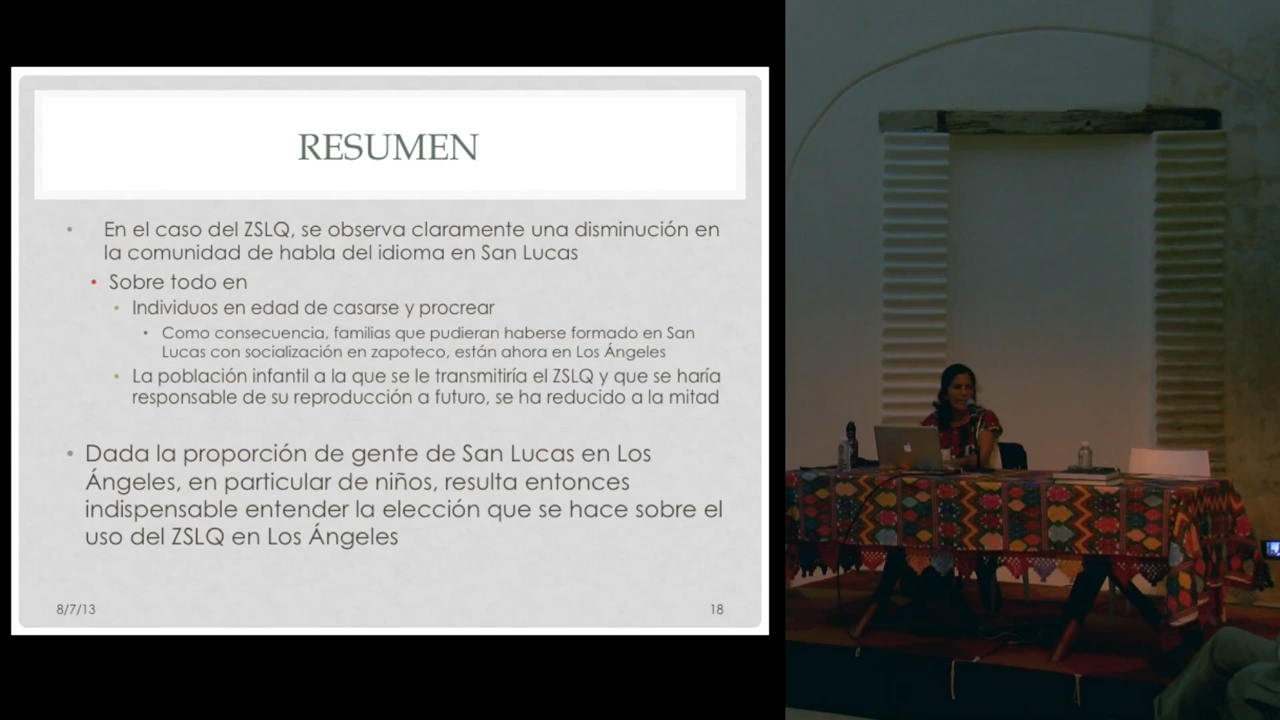 RESUMEN
• En el caso del ZSLQ, se observa claramente una disminución en
la comunidad de habla del idioma en San Lucas
• Sobre todo en
• Individuos en edad de casarse y procrear
• Como consecuencia, familias que pudieran haberse formado en San
Lucas con socialización en zapoteco, están ahora en Los Ángeles
• La población infantil a la que se le transmitiría el ZSLQ y que se haría
responsable de su reproducción a futuro, se ha reducido a la mitad
• Dada la proporción de gente de San Lucas en Los
Ángeles, en particular de niños, resulta entonces
indispensable entender la elección que se hace sobre el
uso del ZSLQ en Los Ángeles
8/7/13
18